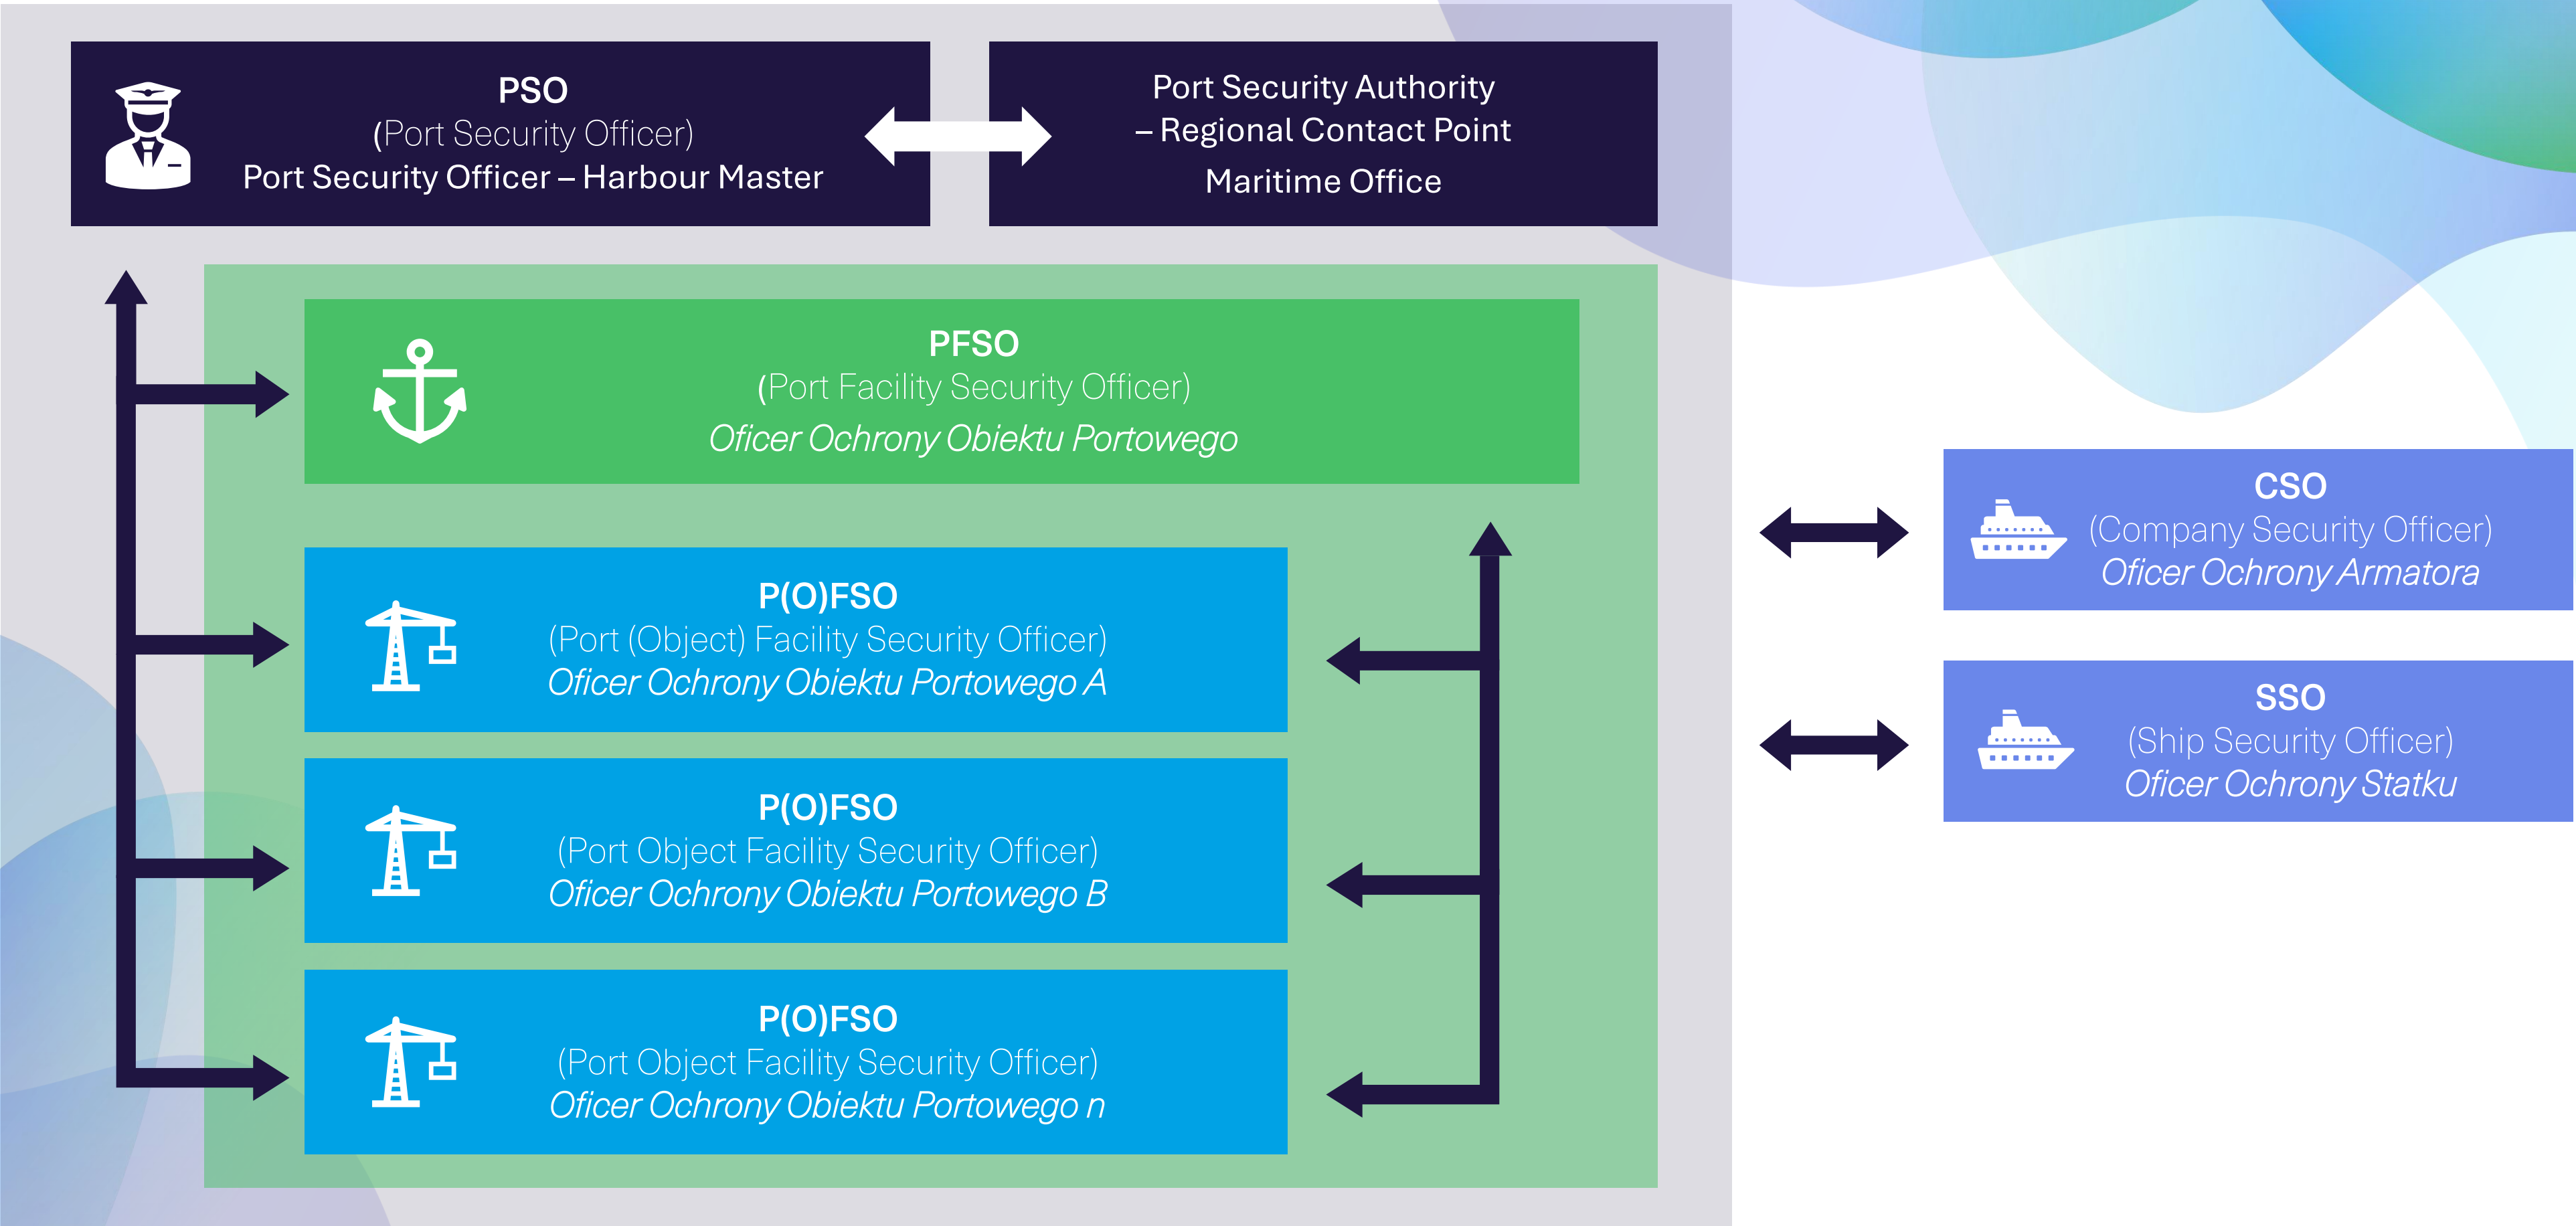 PSO
(Port Security Officer)
Port Security Officer – Harbour Master
Port Security Authority
– Regional Contact Point
Maritime Office
PFSO
(Port Facility Security Officer)
Oficer Ochrony Obiektu Portowego
P(O)FSO
(Port (Object) Facility Security Officer)
Oficer Ochrony Obiektu Portowego A
P(O)FSO
(Port Object Facility Security Officer)
Oficer Ochrony Obiektu Portowego B
P(O)FSO
(Port Object Facility Security Officer)
Oficer Ochrony Obiektu Portowego n
CSO
(Company Security Officer)
Oficer Ochrony Armatora
SSO
(Ship Security Officer)
Oficer Ochrony Statku